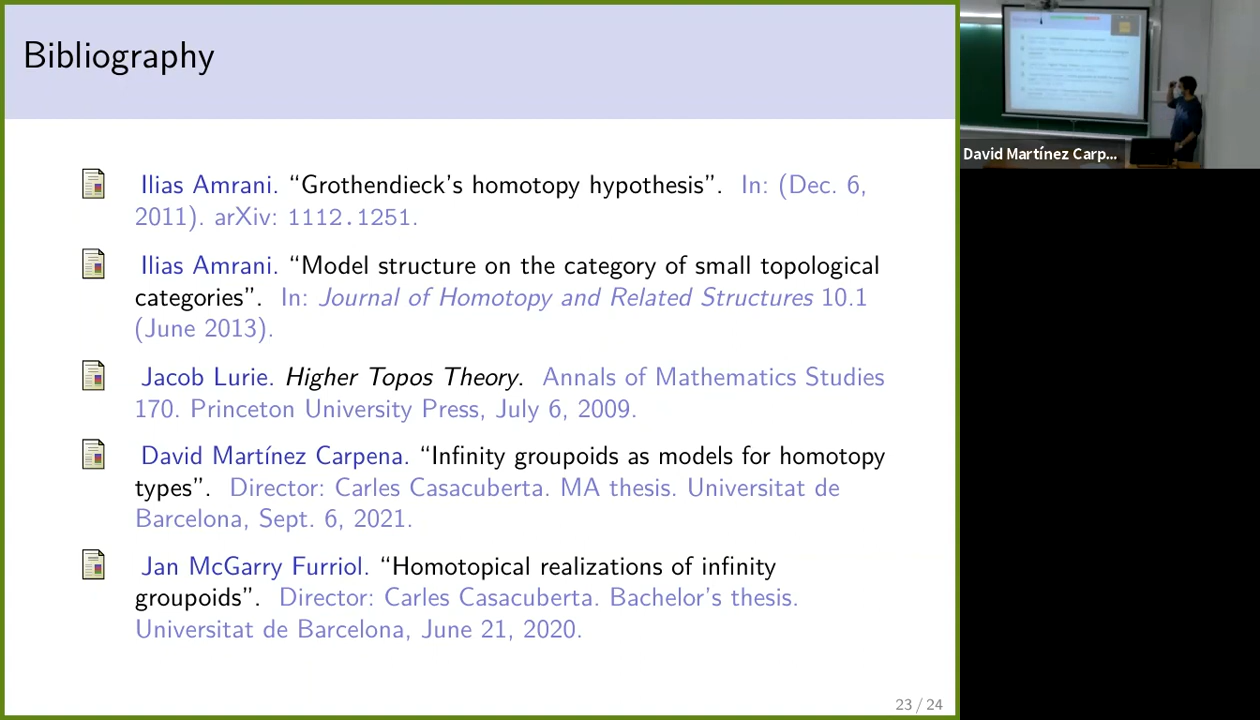 Bibliography
Ilias Amrani. “Grothendieck’s homotopy hypothesis”. In: (Dec. 6,
2011). arXiv: 1112.1251.
Ilias Amrani. “Model structure on the category of small topological
categories”. In: Journal of Homotopy and Related Structures 10.1
(June 2013).
Jacob Lurie. Higher Topos Theory. Annals of Mathematics Studies
170. Princeton University Press, July 6, 2009.
David Martínez Carpena. “Infinity groupoids as models for homotopy
types”. Director: Carles Casacuberta. MA thesis. Universitat de
Barcelona, Sept. 6, 2021.
Jan McGarry Furriol. “Homotopical realizations of infinity
groupoids”. Director: Carles Casacuberta. Bachelor’s thesis.
Universitat de Barcelona, June 21, 2020.
23 / 24
David Martínez Carp...